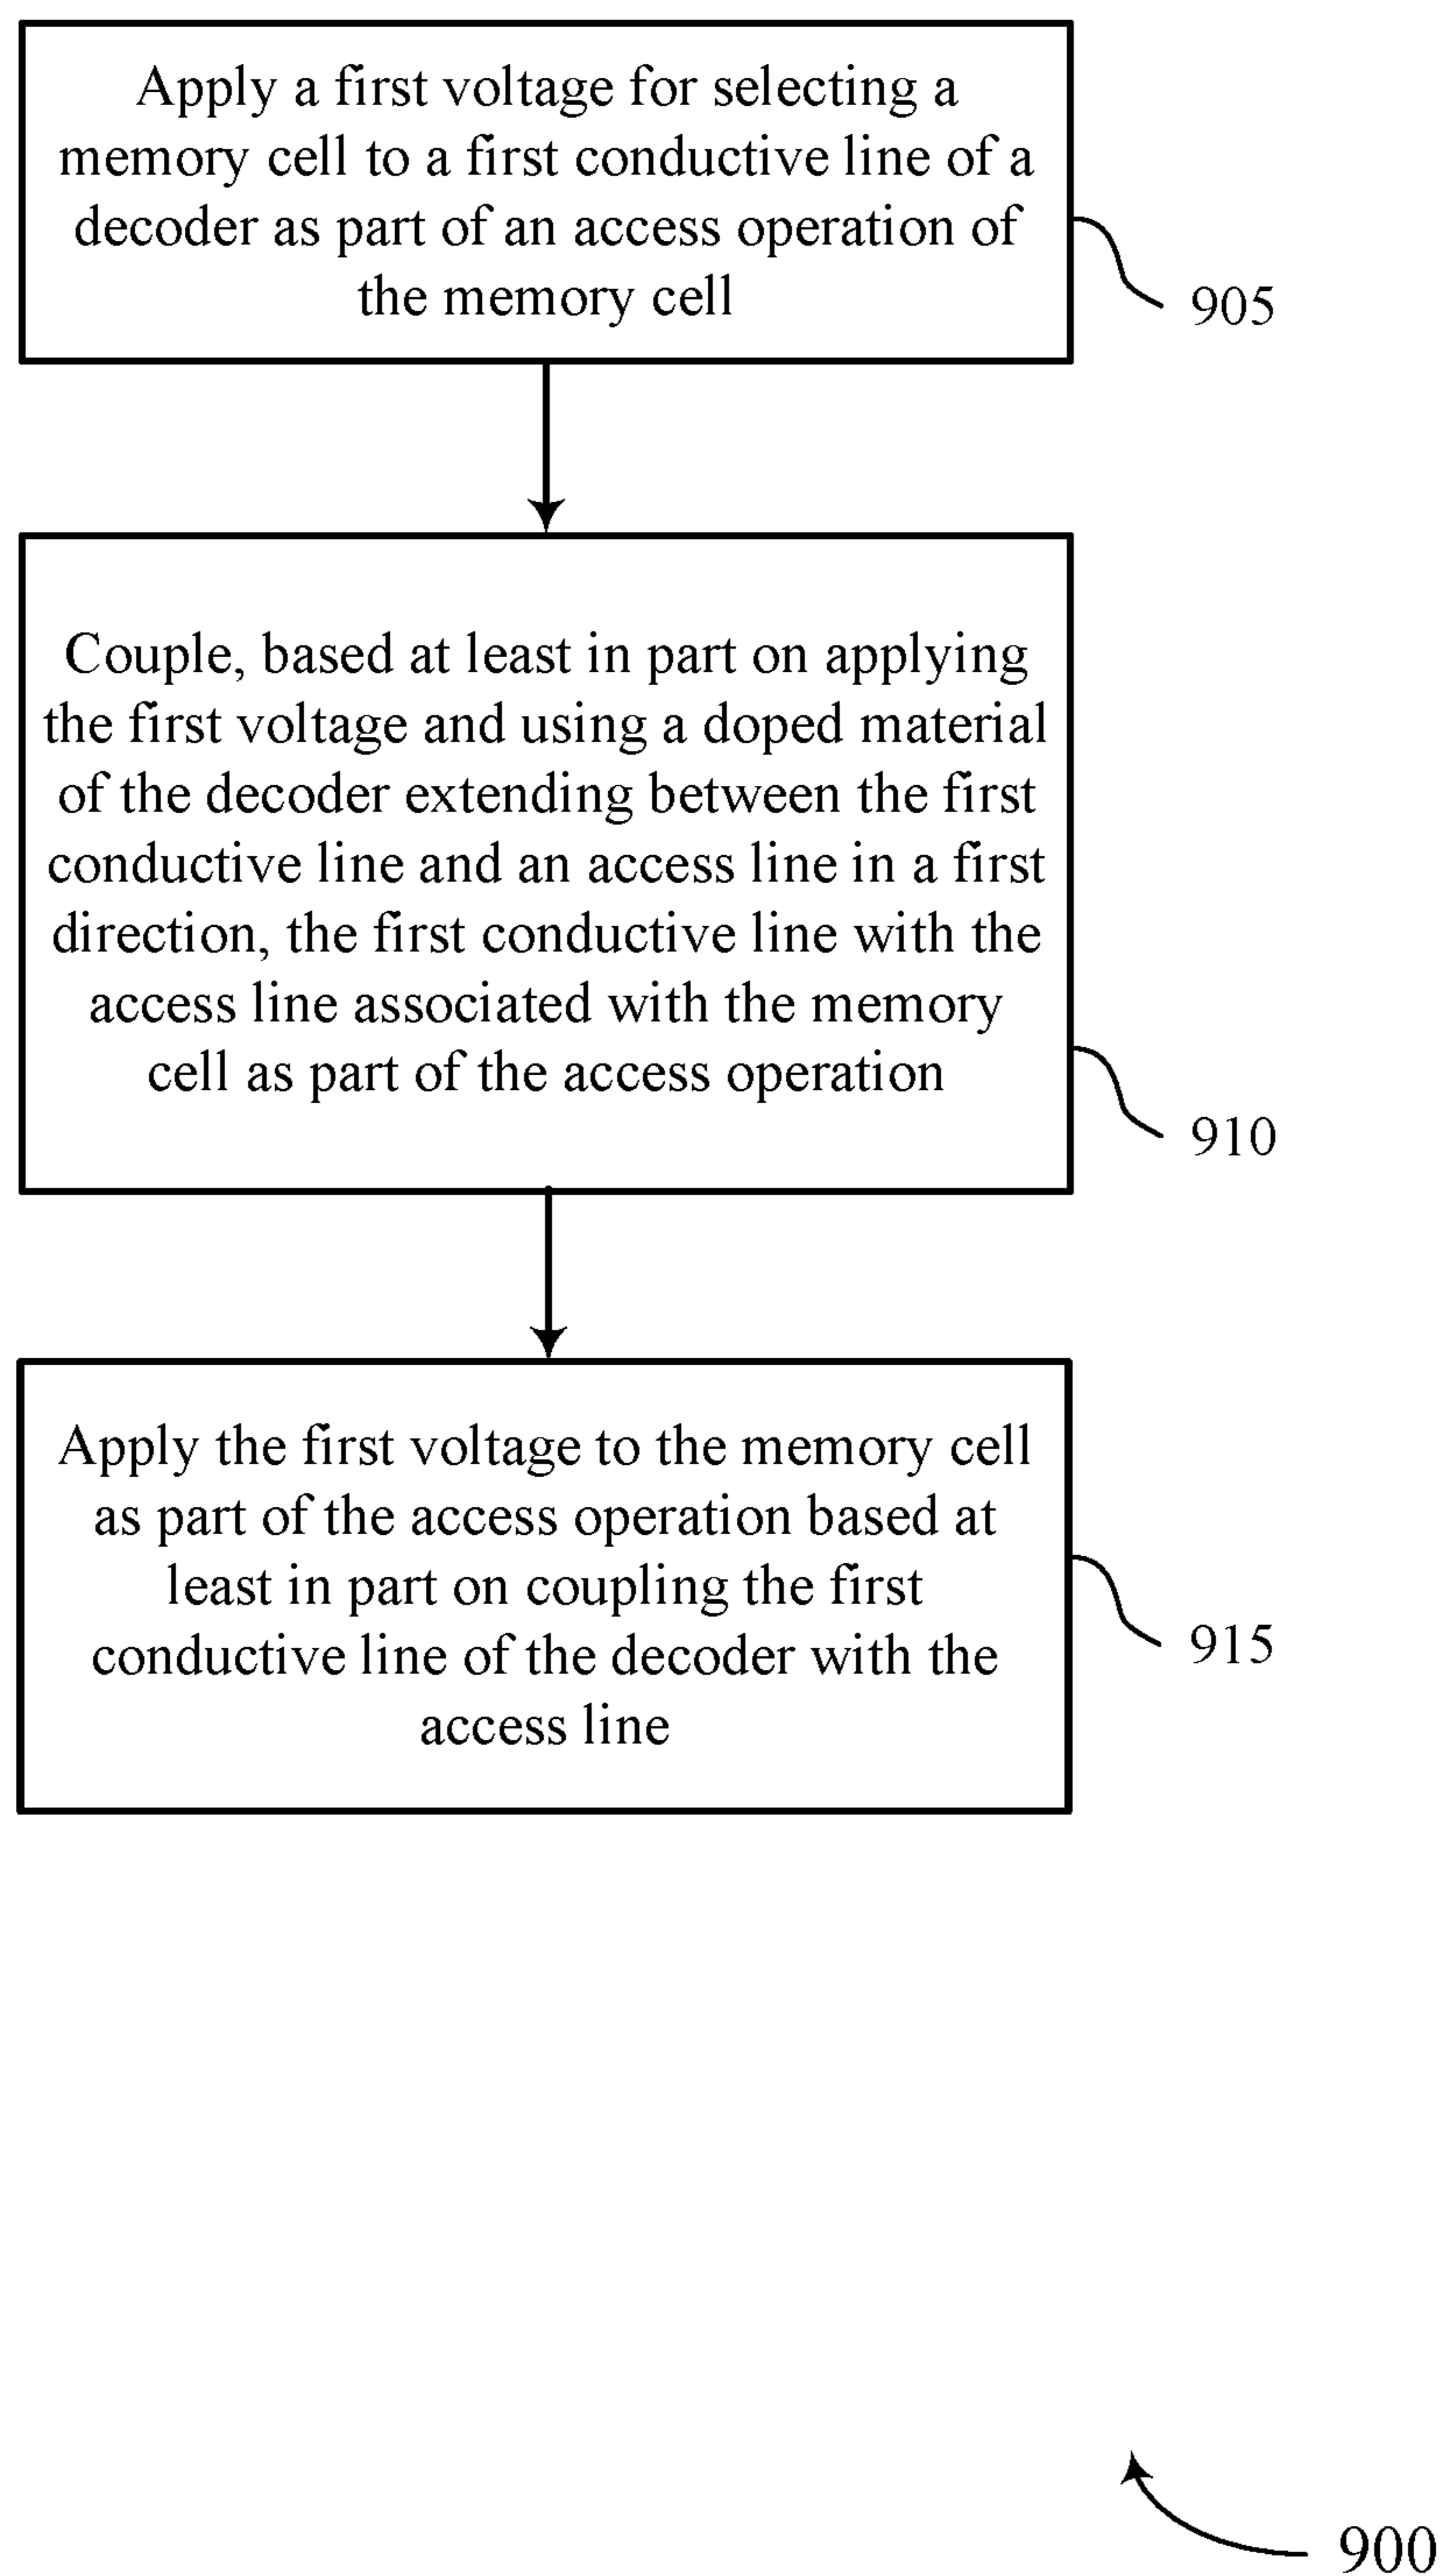 Apply a first voltage for selecting a
memory cell to a first conductive line of a
decoder as part of an access operation of
the memory cell
905
Couple, based at least in part on applying
the first voltage and using a doped material
of the decoder extending between the first
conductive line and an access line in a first
direction, the first conductive line with the
access line associated with the memory
cell as part of the access operation
910
Apply the first voltage to the memory cell
as part of the access operation based at
least in part on coupling the first
conductive line of the decoder with the
access line
915
900